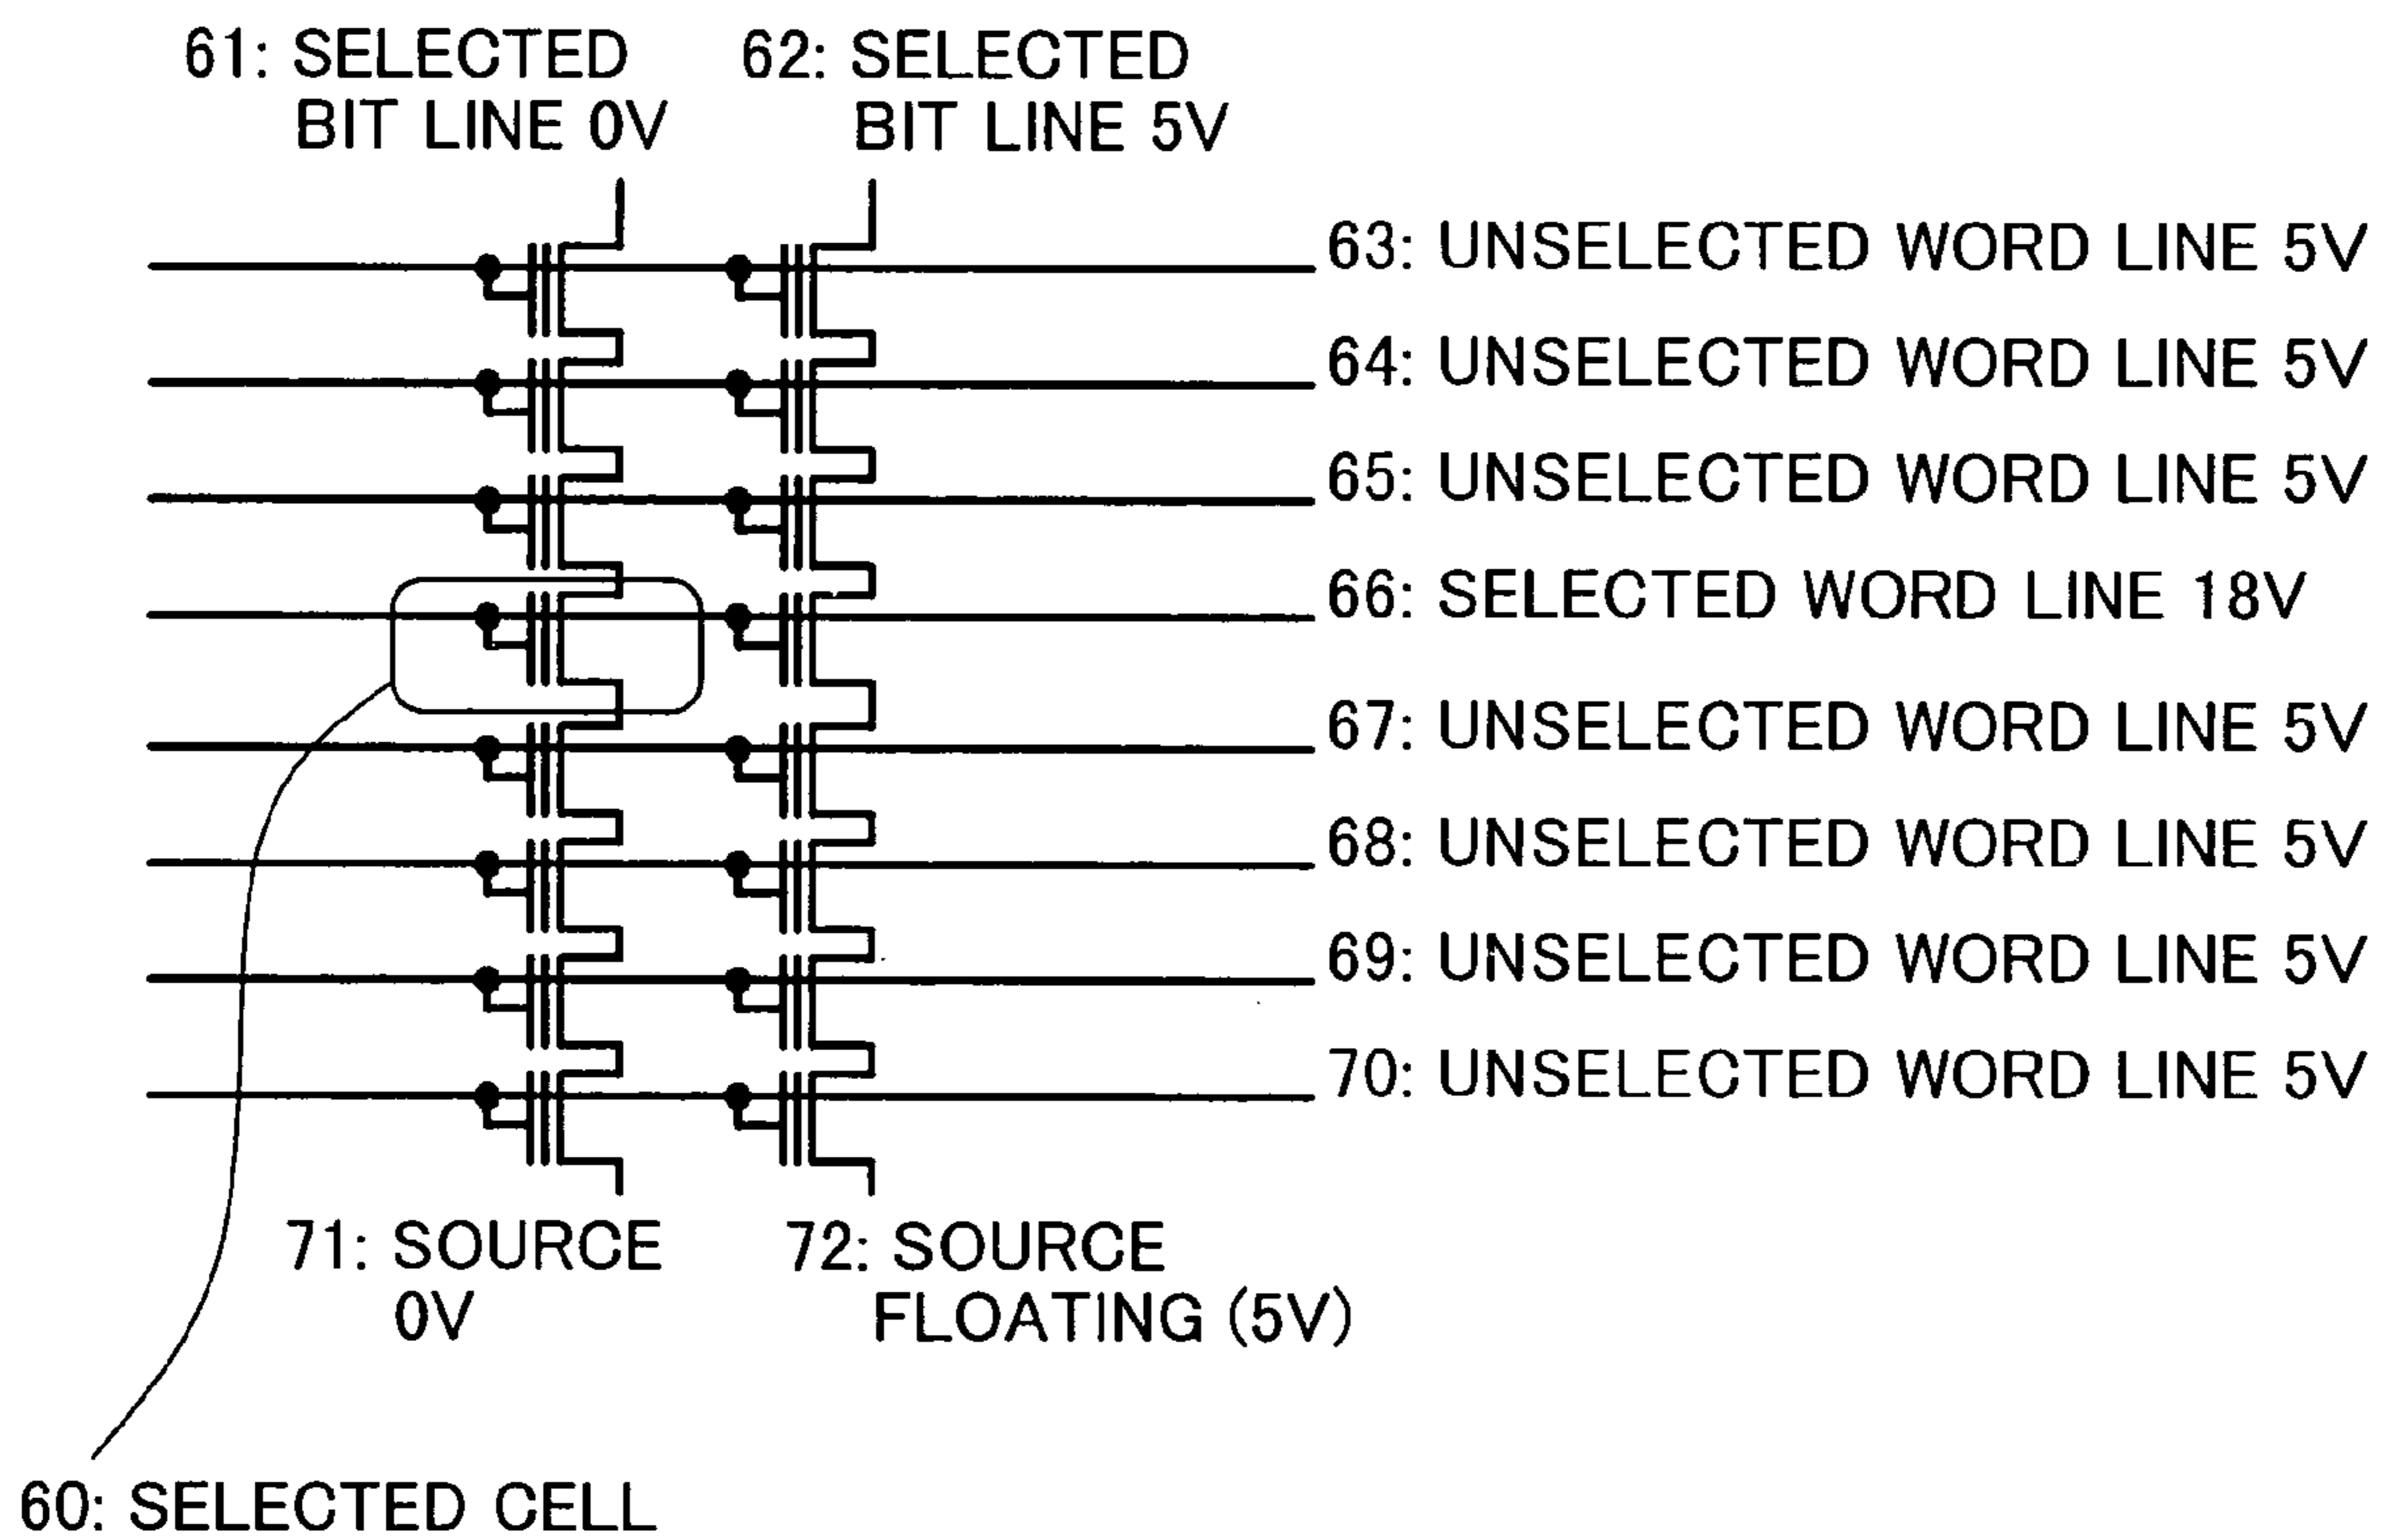 61: SELECTED
BIT LINE 0V
62: SELECTED
BIT LINE 5V
63: UNSELECTED WORD LINE 5V
64: UNSELECTED WORD LINE 5V
65: UNSELECTED WORD LINE 5V
66: SELECTED WORD LINE 18V
67: UNSELECTED WORD LINE 5V
68: UNSELECTED WORD LINE 5V
69: UNSELECTED WORD LINE 5V
70: UNSELECTED WORD LINE 5V
71: SOURCE
0V
72: SOURCE
FLOATING (5V)
60: SELECTED CELL